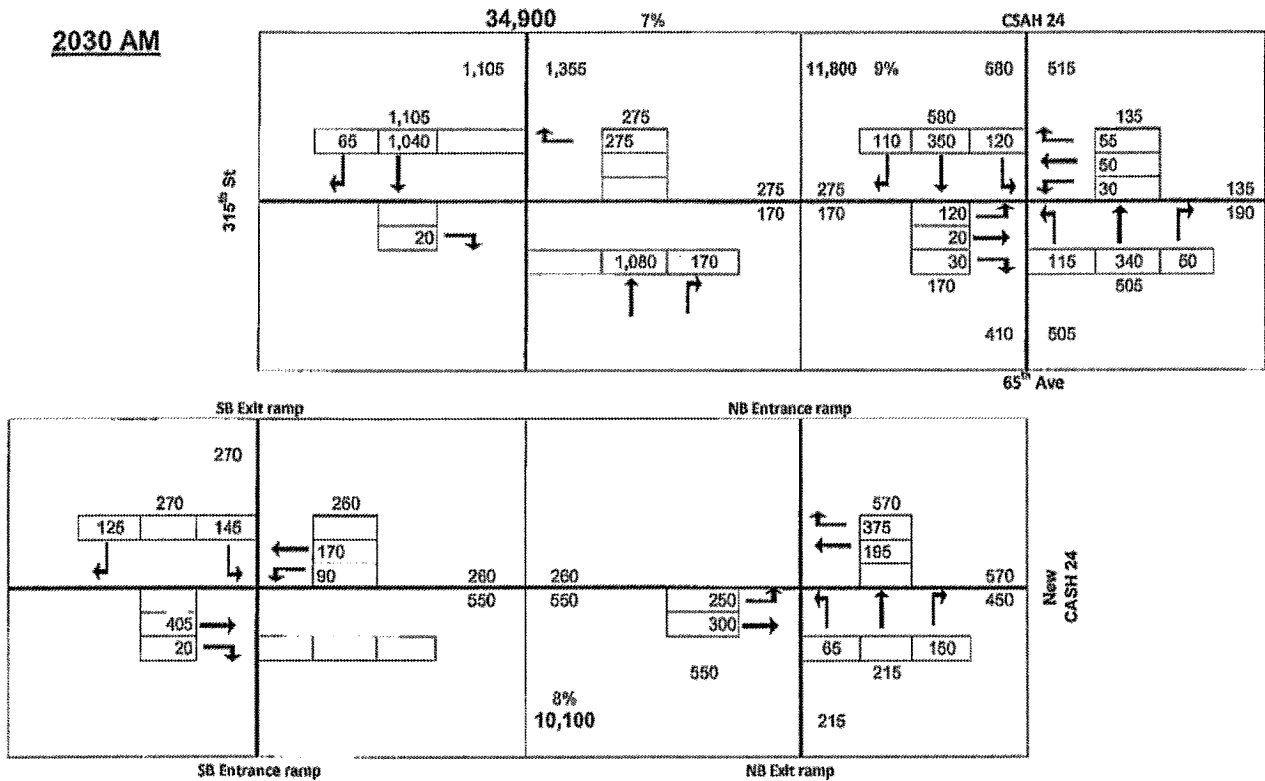 2030 AM
34,900 7% CSAH 24
1,105 1,355 11,800 9% 580 515
1,105 275 580 135
65 1,040 275 110 350 120 55
50
30
315th St
275 275 135
170 170 190
20 120
20
30
1,080 170 115 340 50
170 505
410 505
65th Ave
SB Exit ramp NB Entrance ramp
270
270 260 570
125 145 375
170 195
90
260 260 570
550 550 450
New
CASH 24
250
405 300
20
65 150
550 215
8%
10,100 215
SB Entrance ramp NB Exit ramp